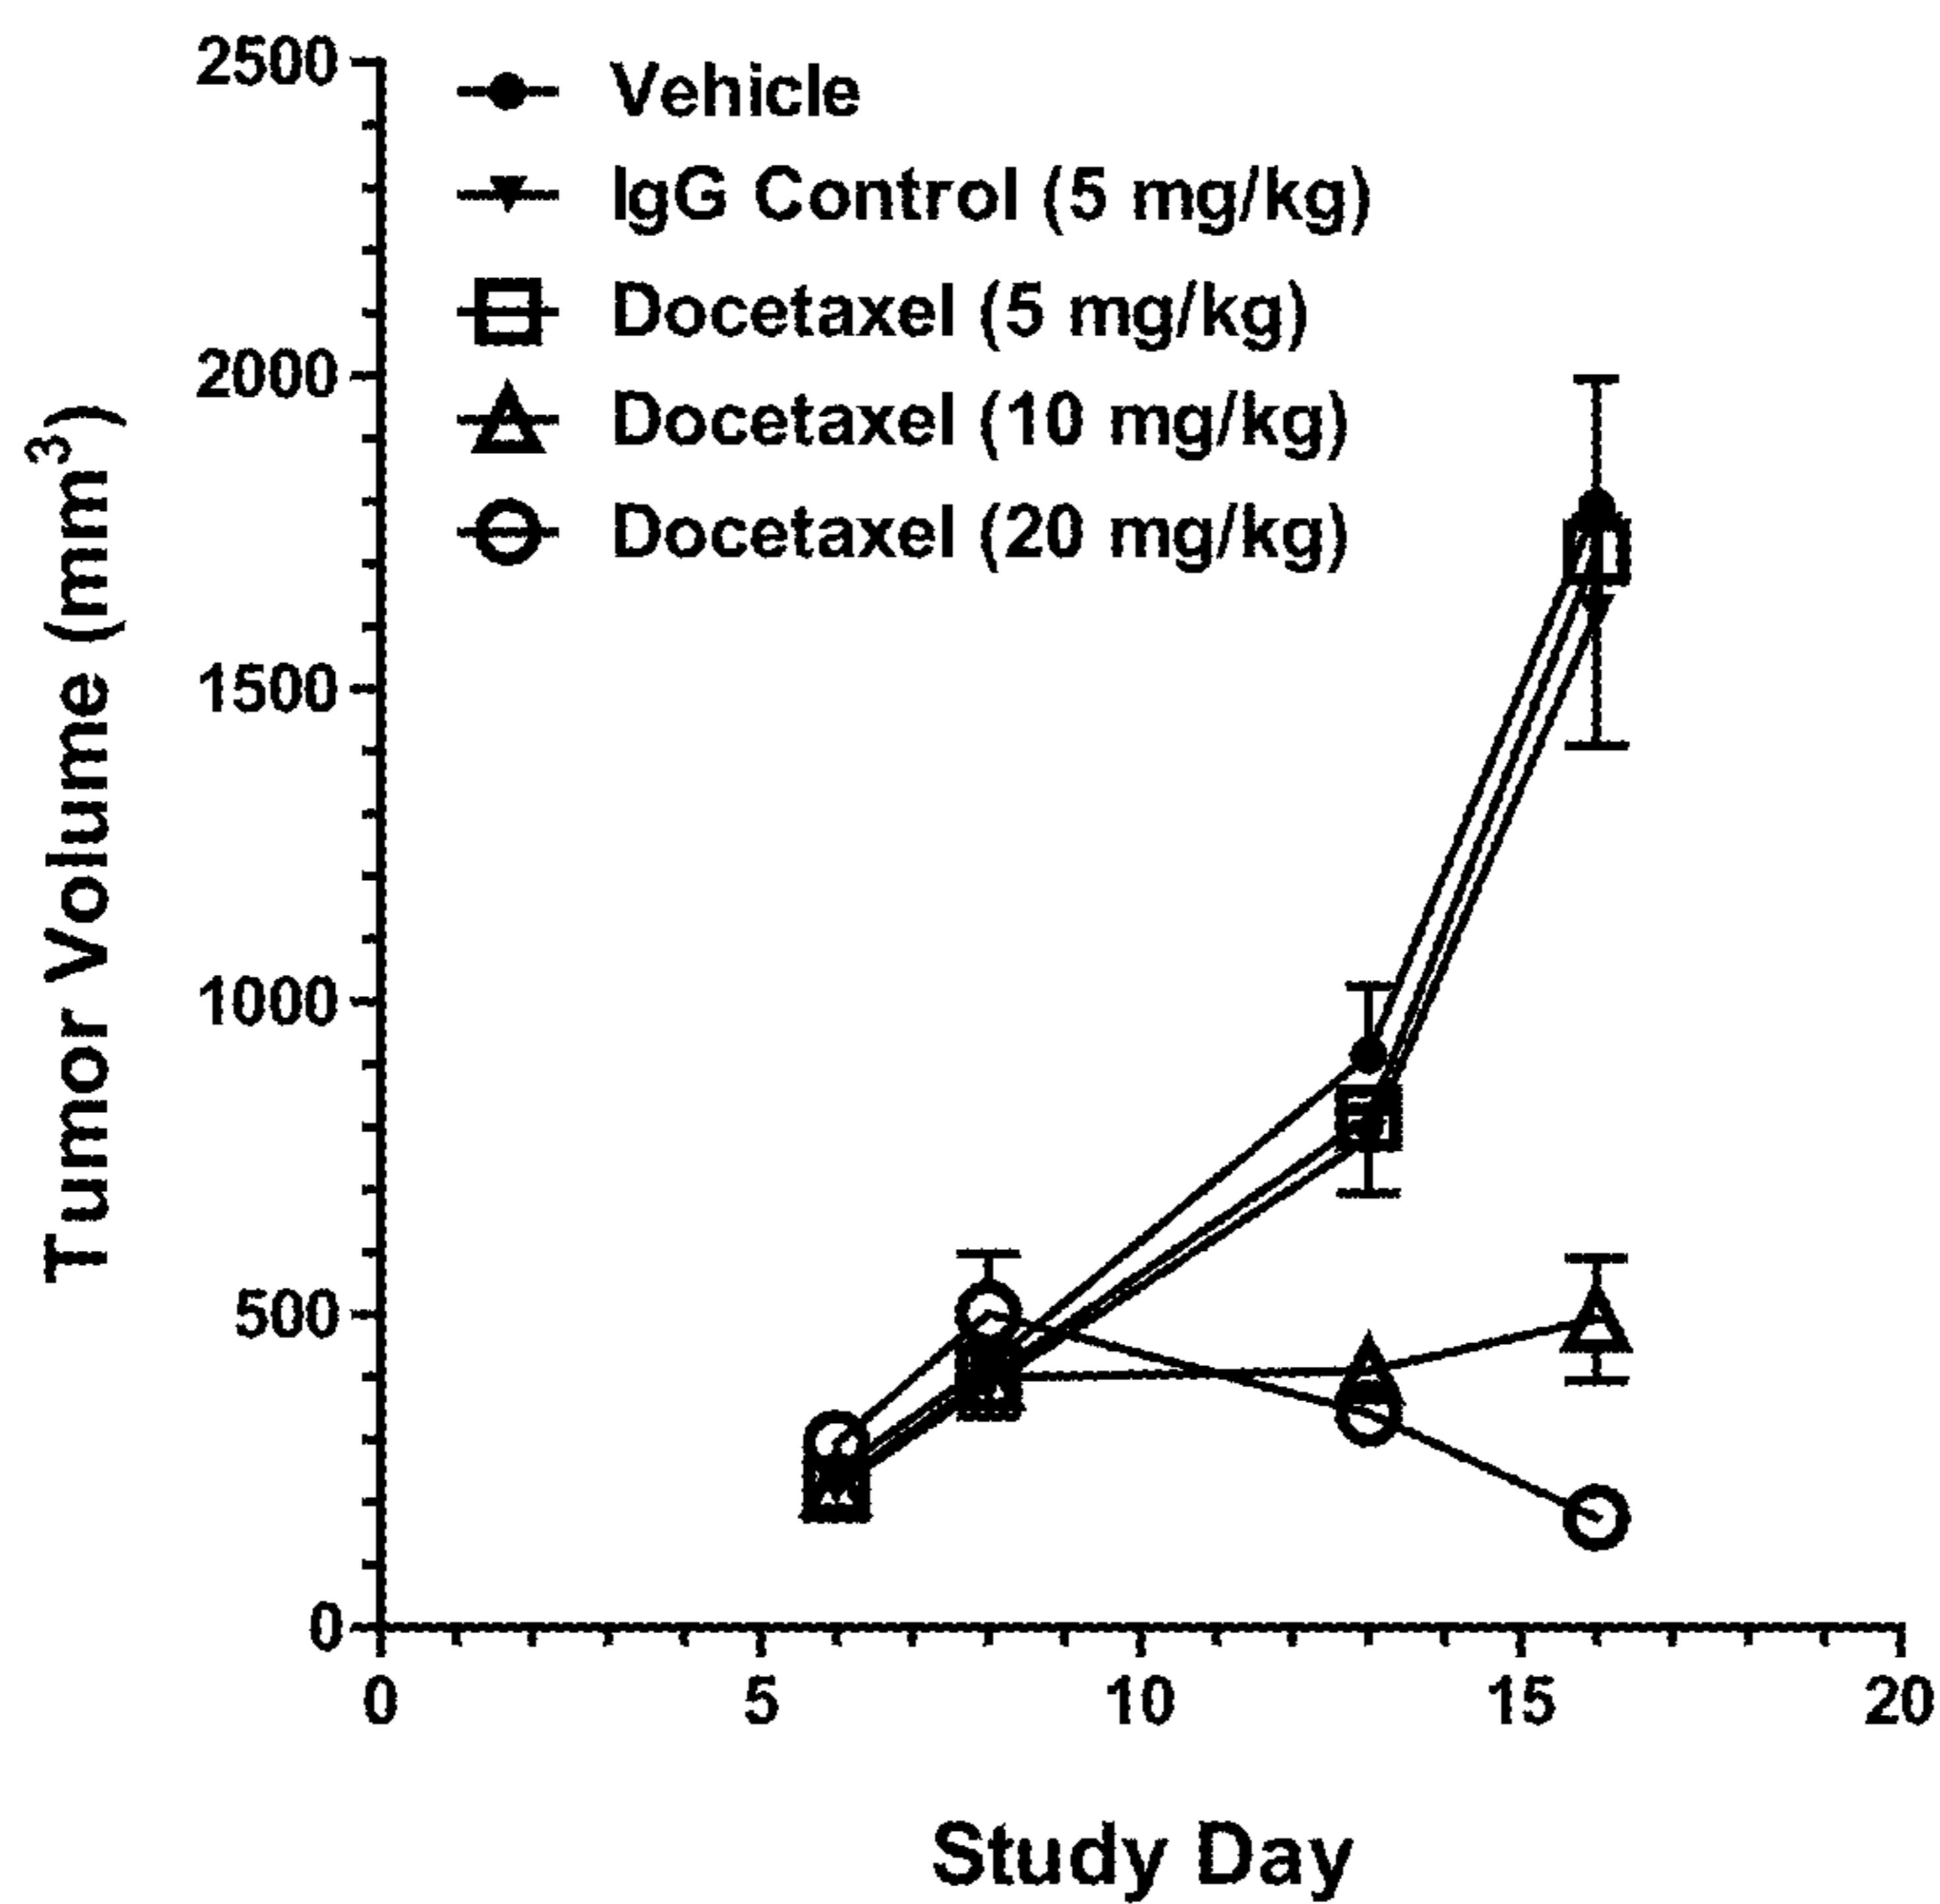 Tumor Volume (mm³)
2500
2000
1500
1000
500
0
Vehicle
IgG Control (5 mg/kg)
Docetaxel (5 mg/kg)
Docetaxel (10 mg/kg)
Docetaxel (20 mg/kg)
0 5 10 15 20
Study Day